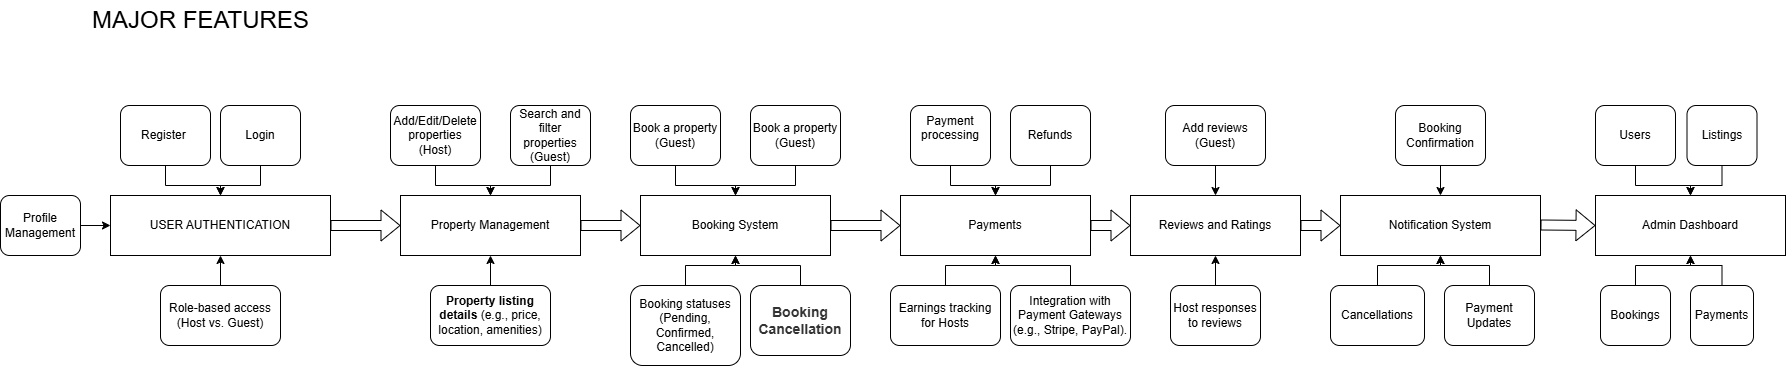 MAJOR FEATURES
Register
Login
Add/Edit/Delete
properties
(Host)
Search and
filter
properties
(Guest)
Book a property
(Guest)
Book a property
(Guest)
Payment
processing
Refunds
Add reviews
(Guest)
Booking
Confirmation
Users
Listings
Profile
Management
USER AUTHENTICATION
Property Management
Booking System
Payments
Reviews and Ratings
Notification System
Admin Dashboard
Role-based access
(Host vs. Guest)
Property listing
details (e.g., price,
location, amenities)
Booking statuses
(Pending,
Confirmed,
Cancelled)
Booking
Cancellation
Earnings tracking
for Hosts
Integration with
Payment Gateways
(e.g., Stripe, PayPal).
Host responses
to reviews
Cancellations
Payment
Updates
Bookings
Payments